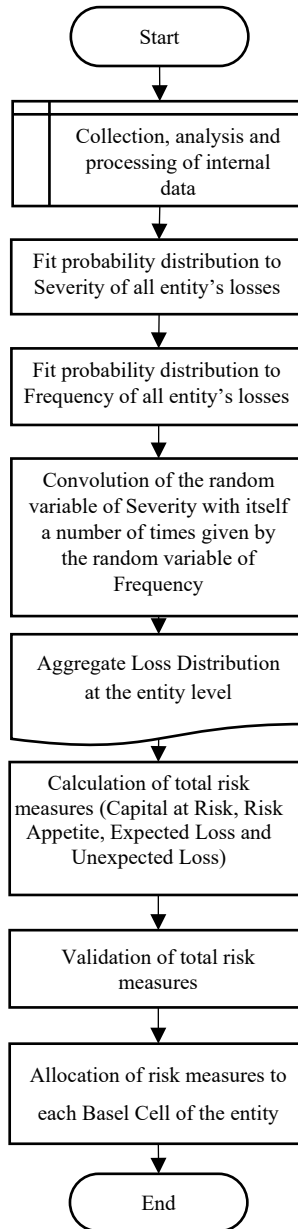 Start
Collection, analysis and
processing of internal
data
Fit probability distribution to
Severity of all entity's losses
Fit probability distribution to
Frequency of all entity's losses
Convolution of the random
variable of Severity with itself
a number of times given by
the random variable of
Frequency
Aggregate Loss Distribution
at the entity level
Calculation of total risk
measures (Capital at Risk, Risk
Appetite, Expected Loss and
Unexpected Loss)
Validation of total risk
measures
Allocation of risk measures to
each Basel Cell of the entity
End